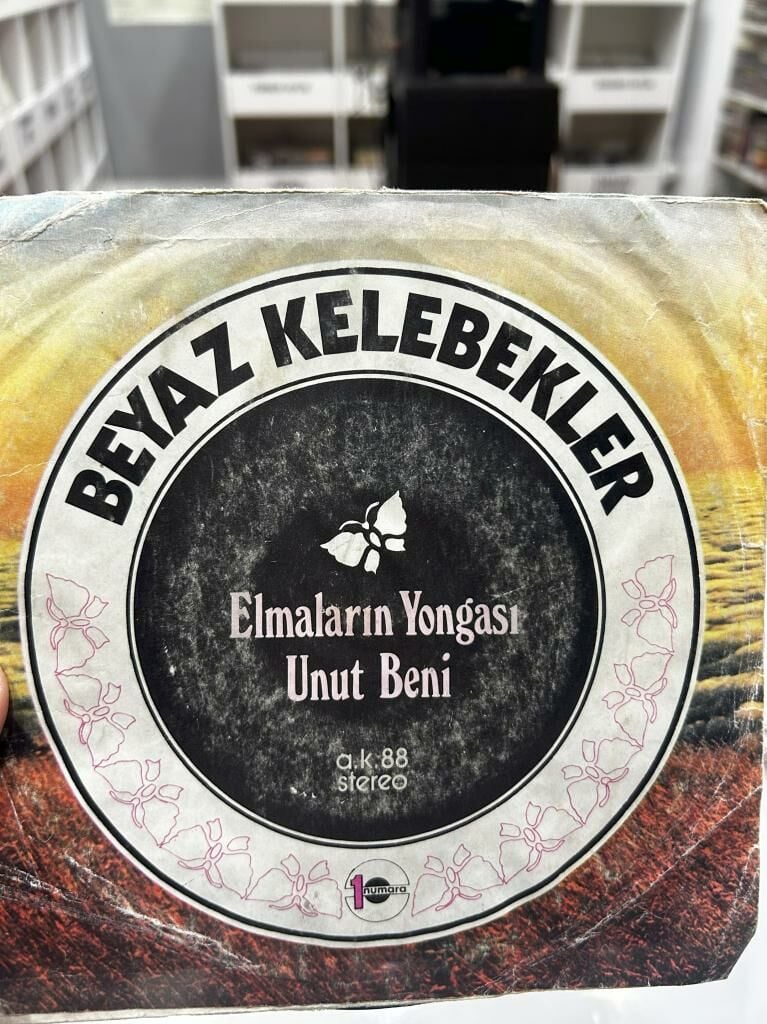 BEYAZ KELEBEKLER
Elmaların Yongası
Unut Beni
a.k 88
stereo
1 numara